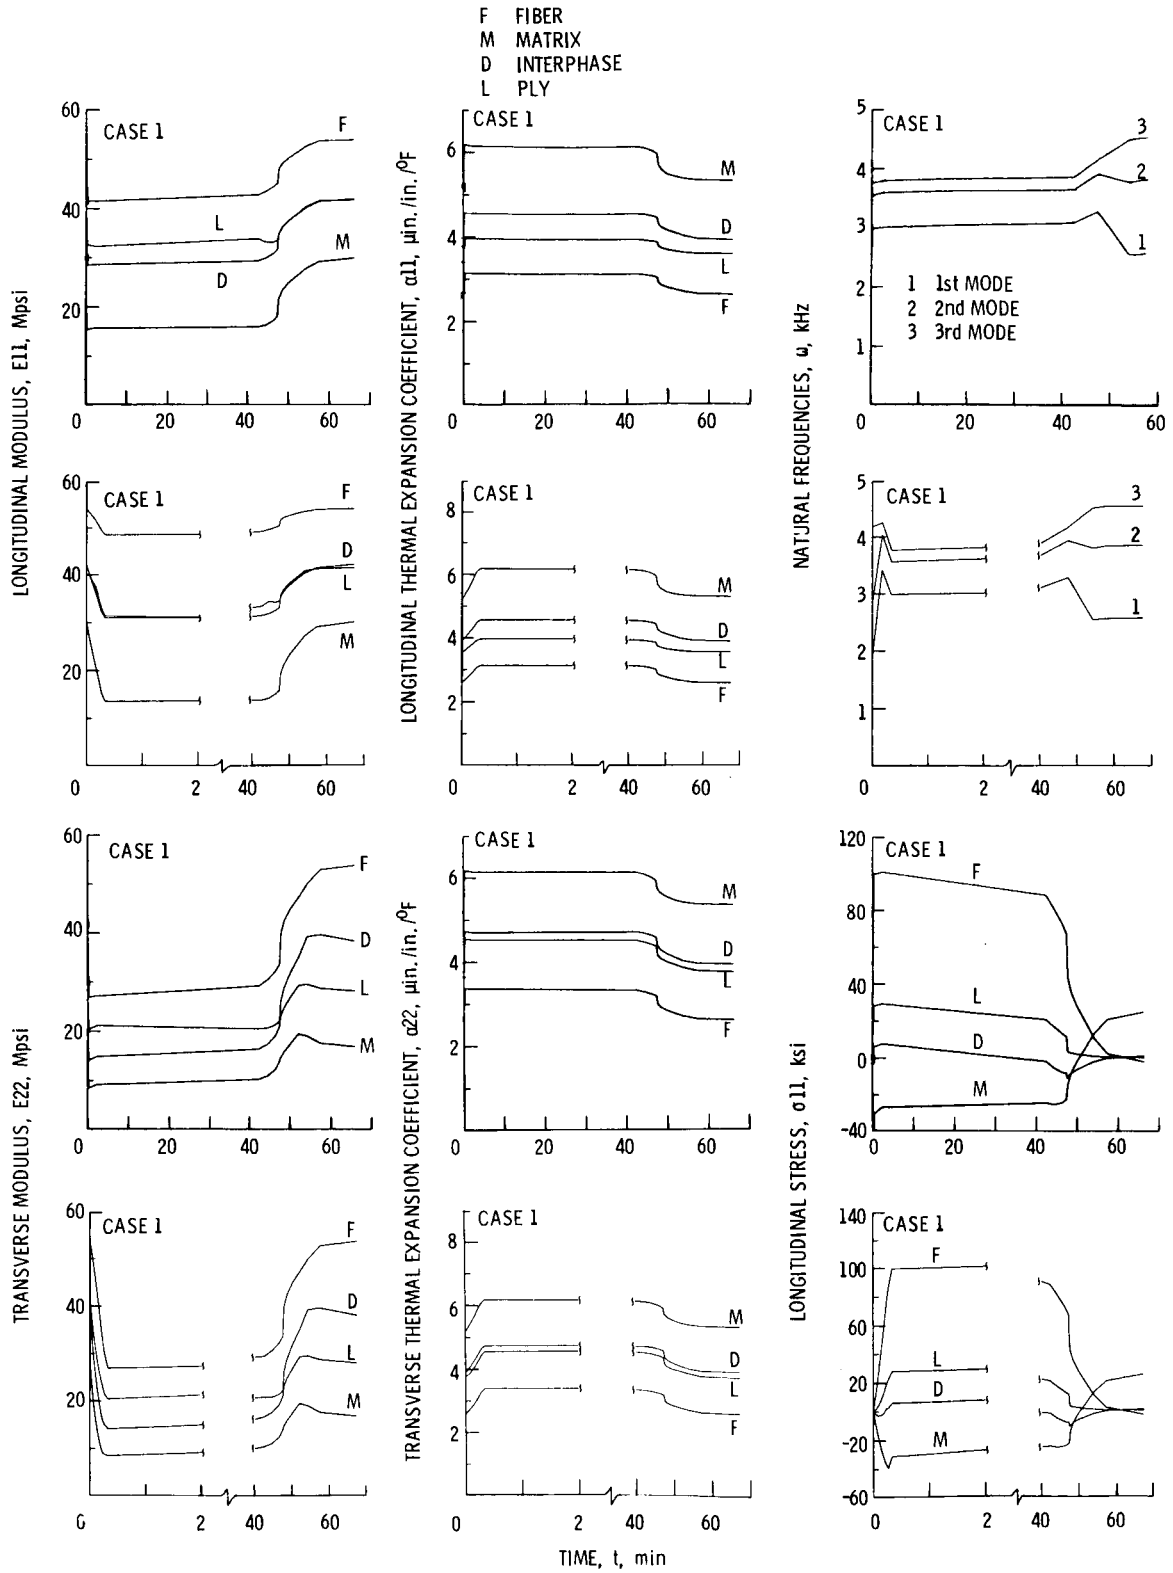 F FIBER
M MATRIX
D INTERPHASE
L PLY
LONGITUDINAL MODULUS, E11, Mpsi
60
40
20
0
CASE 1
F
L
M
D
0 20 40 60
LONGITUDINAL THERMAL EXPANSION COEFFICIENT, α11, μin./in./⁰F
6
4
2
CASE 1
M
D
L
F
0 20 40 60
NATURAL FREQUENCIES, ω, kHz
5
4
3
2
1
0
CASE 1
3
2
1
1 1st MODE
2 2nd MODE
3 3rd MODE
0 20 40 60
60
40
20
CASE 1
F
D
L
M
0 2 40 60
8
6
4
2
CASE 1
M
D
L
F
0 2 40 60
5
4
3
2
1
CASE 1
3
2
1
0 2 40 60
TRANSVERSE MODULUS, E22, Mpsi
60
40
20
0
CASE 1
F
D
L
M
0 20 40 60
TRANSVERSE THERMAL EXPANSION COEFFICIENT, α22, μin./in./⁰F
6
4
2
CASE 1
M
D
L
F
0 20 40 60
LONGITUDINAL STRESS, σ11, ksi
120
80
40
0
-40
CASE 1
F
L
D
M
0 20 40 60
60
40
20
CASE 1
F
D
L
M
0 2 40 60
8
6
4
2
CASE 1
M
D
L
F
0 2 40 60
140
100
60
20
-20
-60
CASE 1
F
L
D
M
0 2 40 60
TIME, t, min